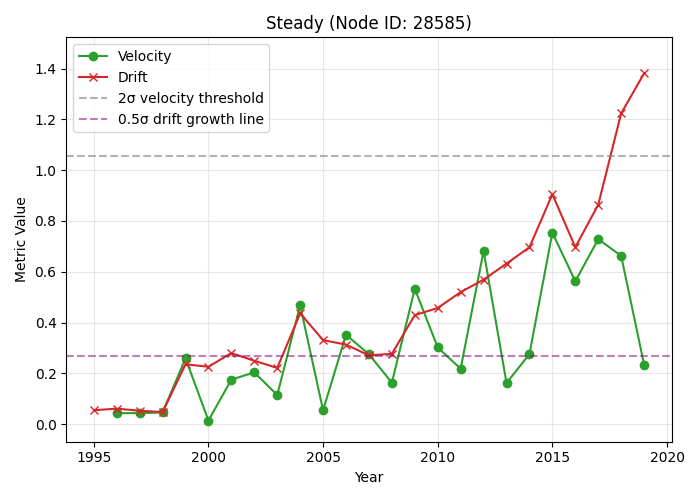 Steady (Node ID: 28585)
Velocity
Drift
2σ velocity threshold
0.5σ drift growth line
Metric Value
1.4
1.2
1.0
0.8
0.6
0.4
0.2
0.0
1995 2000 2005 2010 2015 2020
Year